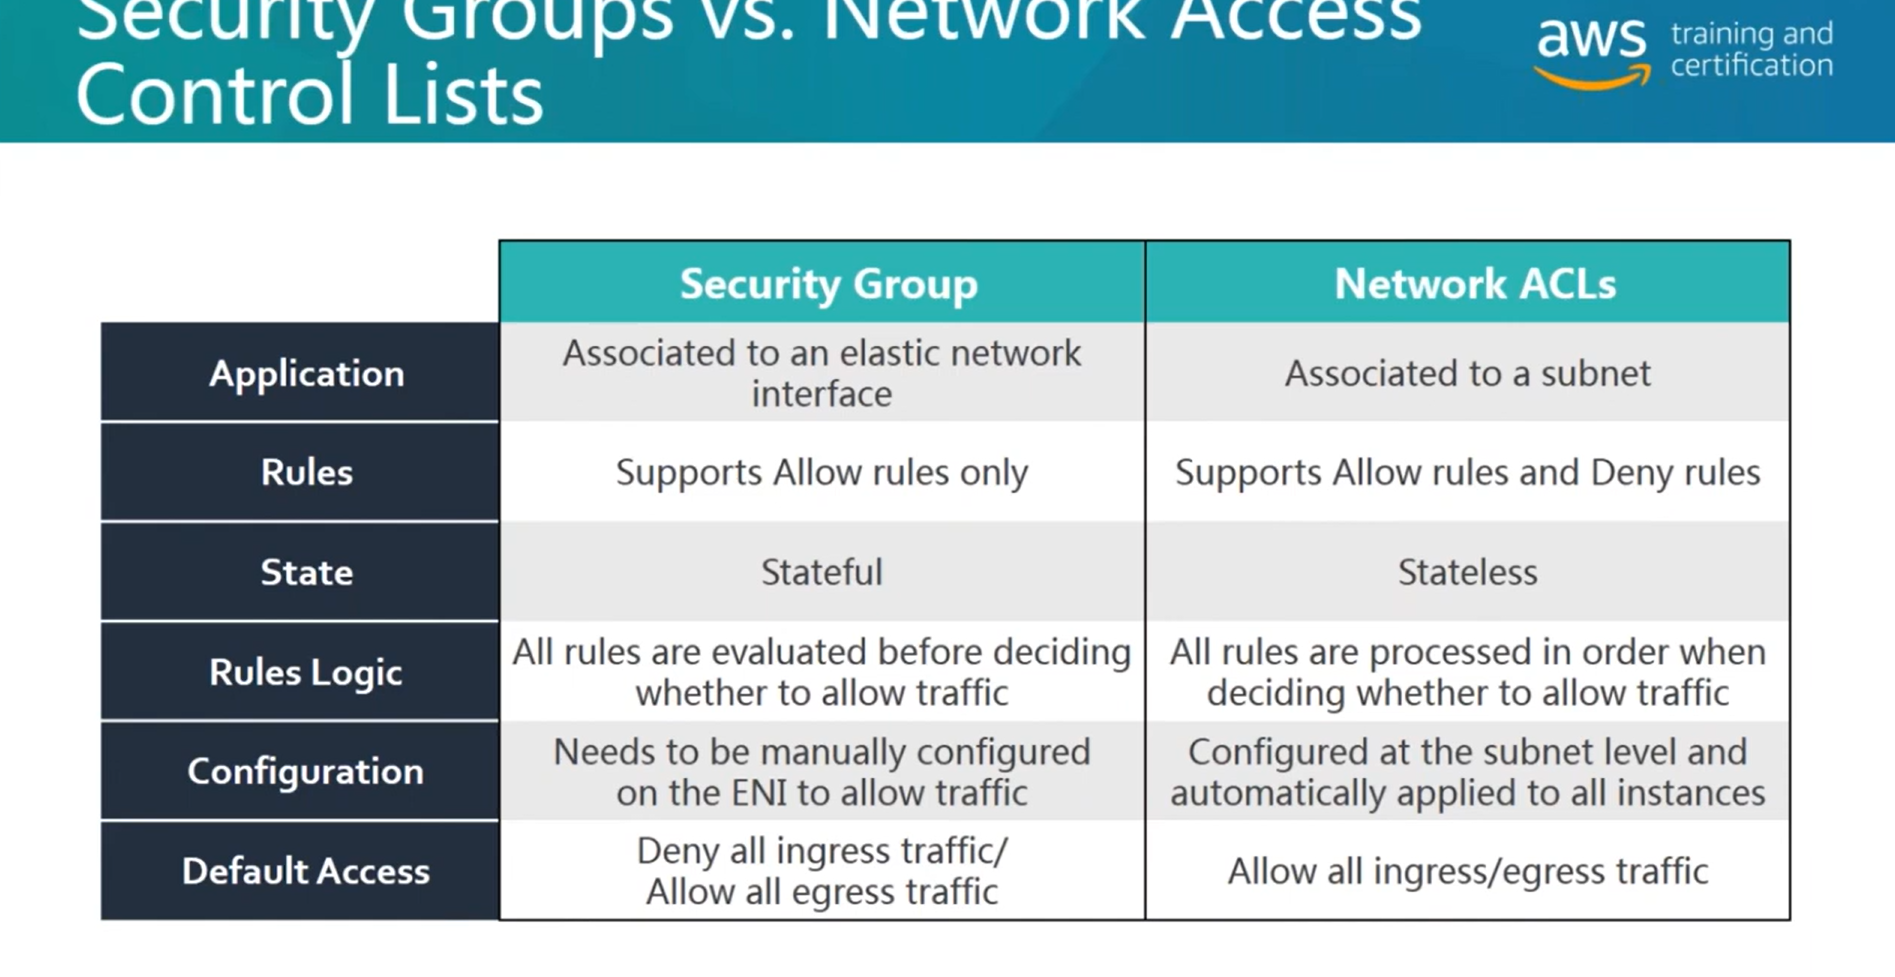 Security Groups vs. Network Access
Control Lists
aws
training and
certification
Security Group
Network ACLs
Application
Associated to an elastic network
interface
Associated to a subnet
Rules
Supports Allow rules only
Supports Allow rules and Deny rules
State
Stateful
Stateless
Rules Logic
All rules are evaluated before deciding
whether to allow traffic
All rules are processed in order when
deciding whether to allow traffic
Configuration
Needs to be manually configured
on the ENI to allow traffic
Configured at the subnet level and
automatically applied to all instances
Default Access
Deny all ingress traffic/
Allow all egress traffic
Allow all ingress/egress traffic